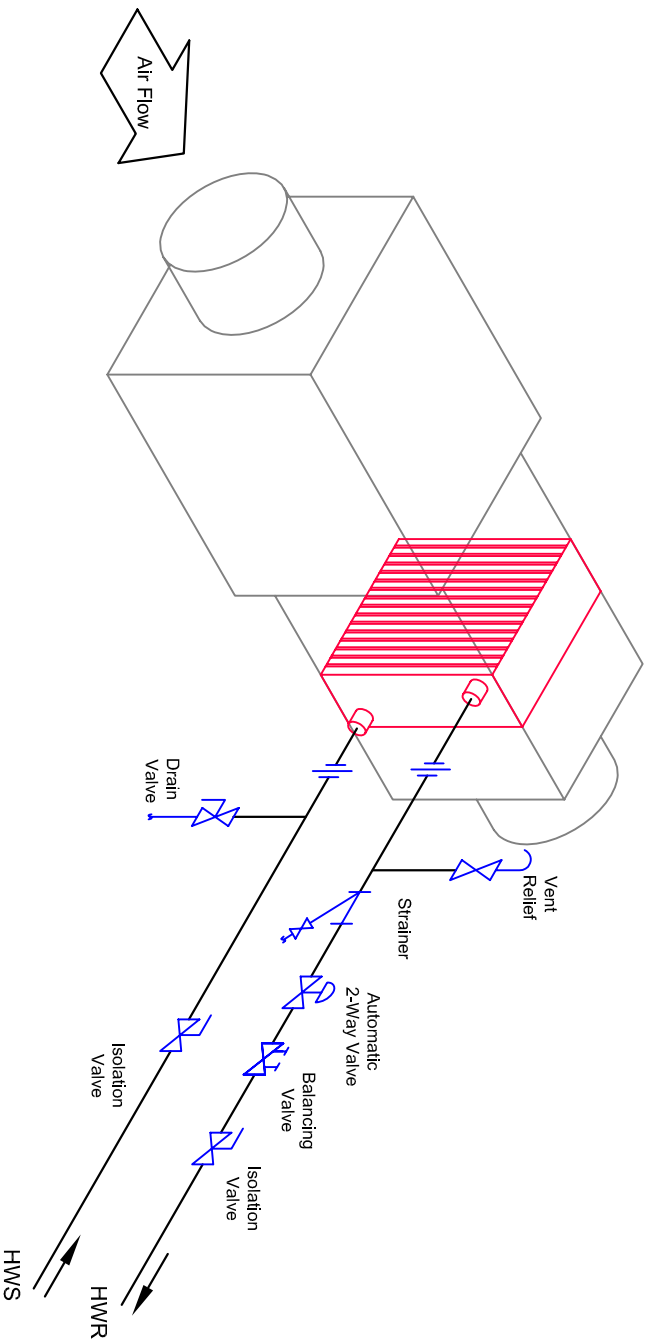 Air Flow
Vent
Relief
Drain
Valve
Strainer
Automatic
2-Way Valve
Balancing
Valve
Isolation
Valve
Isolation
Valve
HWS
HWR